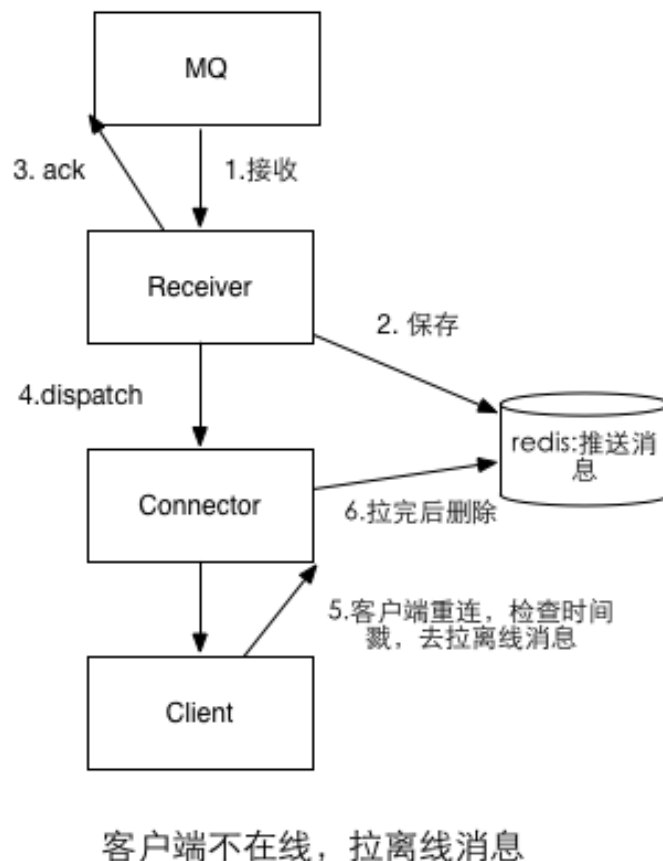 MQ
3. ack
1.接收
Receiver
2. 保存
4.dispatch
redis:推送消
息
Connector
6.拉完后删除
5.客户端重连，检查时间
戳，去拉离线消息
Client
客户端不在线，拉离线消息